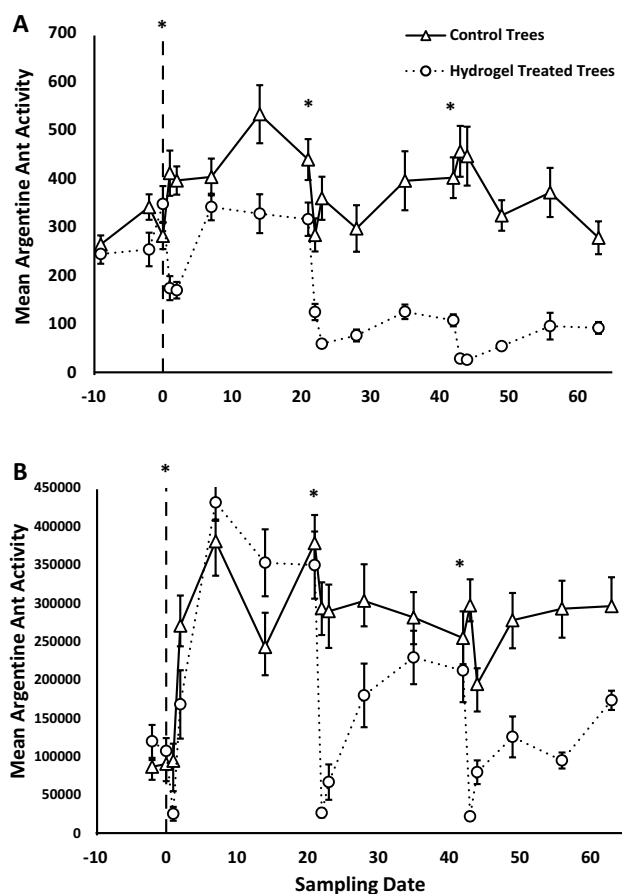 A
*
*
*
Control Trees
Hydrogel Treated Trees
Mean Argentine Ant Activity
700
600
500
400
300
200
100
0
-10 0 10 20 30 40 50 60
B
*
*
*
Mean Argentine Ant Activity
450000
400000
350000
300000
250000
200000
150000
100000
50000
0
-10 0 10 20 30 40 50 60
Sampling Date